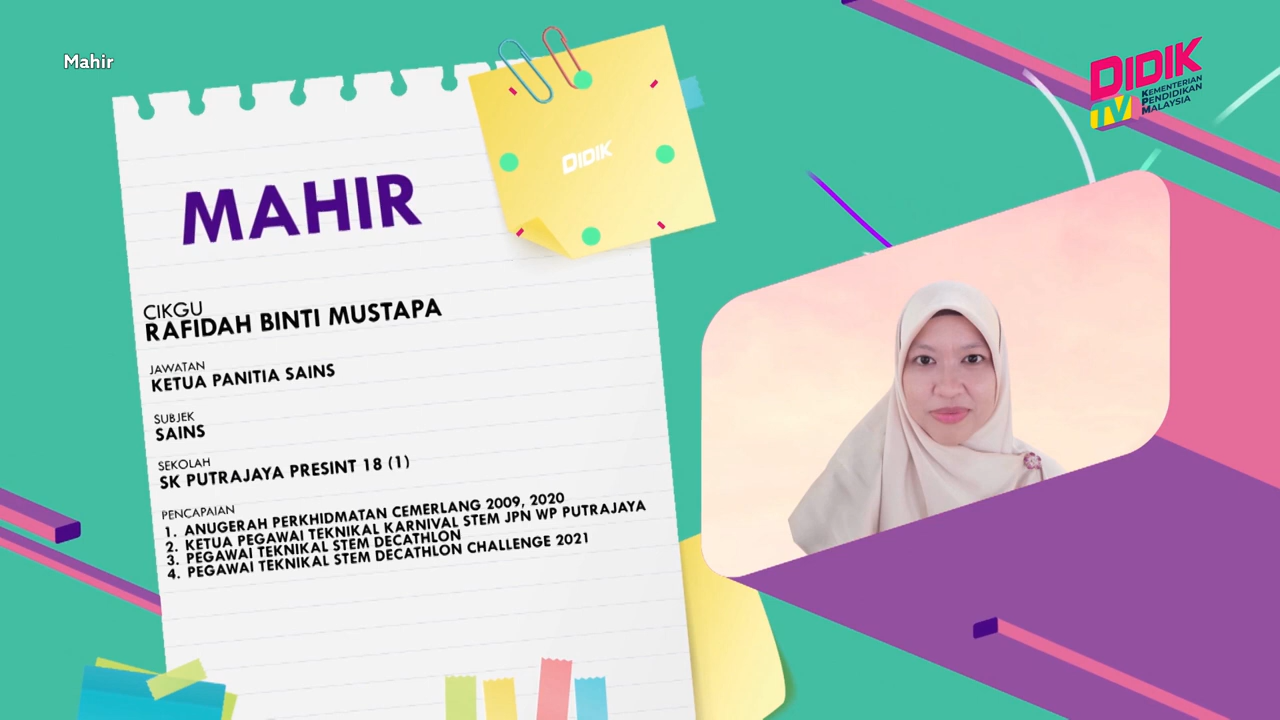 Mahir
DIDIK
TV
KEMENTERIAN
PENDIDIKAN
MALAYSIA
DIDIK
MAHIR
CIKGU
RAFIDAH BINTI MUSTAPA
JAWATAN
KETUA PANITIA SAINS
SUBJEK
SAINS
SEKOLAH
SK PUTRAJAYA PRESINT 18 (1)
PENCAPAIAN
1. ANUGERAH PERKHIDMATAN CEMERLANG 2009, 2020
2. KETUA PEGAWAI TEKNIKAL KARNIVAL STEM JPN WP PUTRAJAYA
3. PEGAWAI TEKNIKAL STEM DECATHLON
4. PEGAWAI TEKNIKAL STEM DECATHLON CHALLENGE 2021